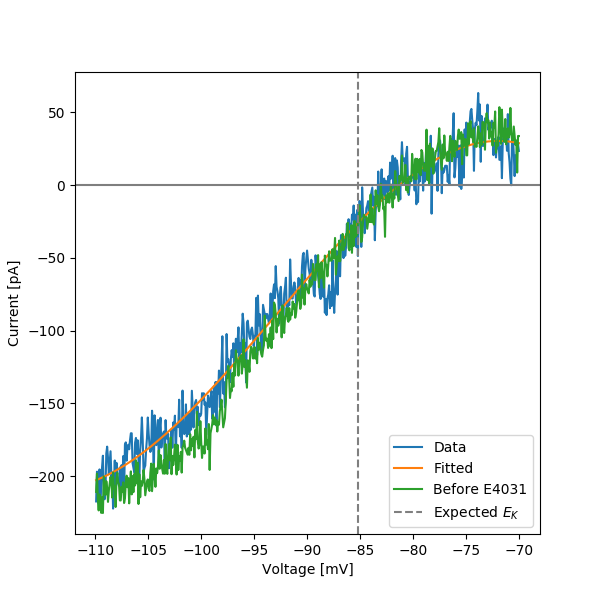 50
0
−50
−100
−150
−200
Current [pA]
−110 −105 −100 −95 −90 −85 −80 −75 −70
Voltage [mV]
Data
Fitted
Before E4031
Expected E_K